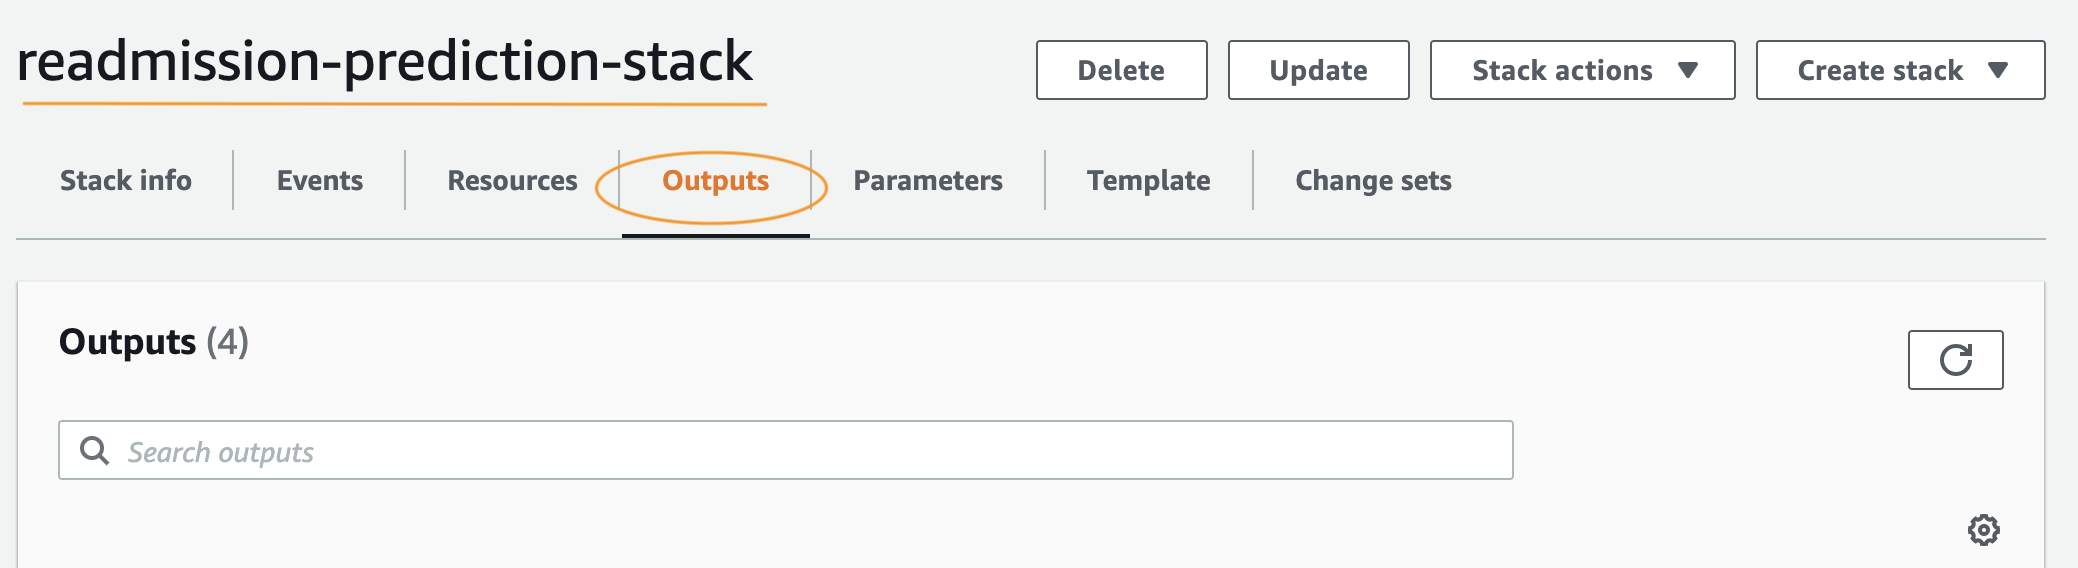 readmission-prediction-stack
Delete
Update
Stack actions
Create stack
Stack info
Events
Resources
Outputs
Parameters
Template
Change sets
Outputs (4)
Search outputs